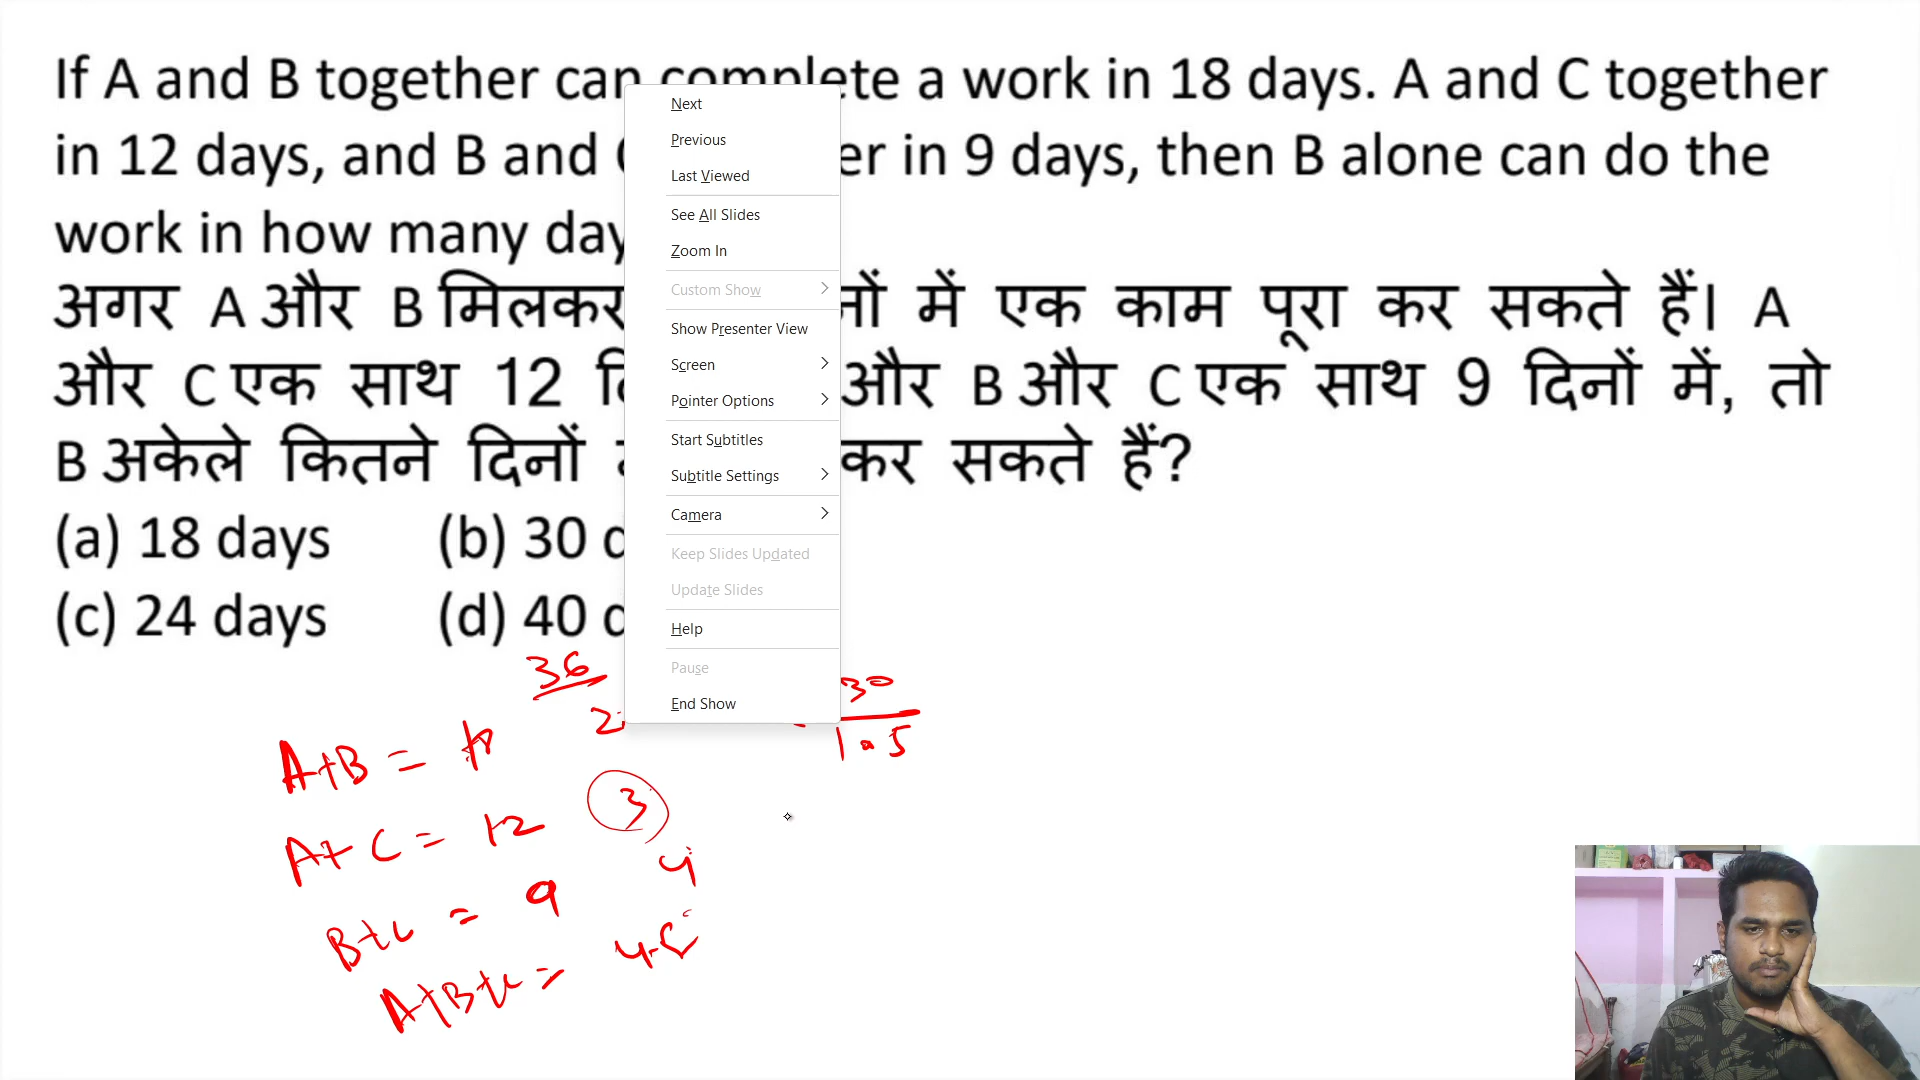 If A and B together can complete a work in 18 days. A and C together
in 12 days, and B and er in 9 days, then B alone can do the
work in how many day
अगर A और B मिलकर में एक काम पूरा कर सकते हैं। A
और C एक साथ 12 और B और C एक साथ 9 दिनों में, तो
B अकेले कितने दिनों कर सकते हैं?
(a) 18 days (b) 30 d
(c) 24 days (d) 40 d
Next
Previous
Last Viewed
See All Slides
Zoom In
Custom Show
Show Presenter View
Screen
Pointer Options
Start Subtitles
Subtitle Settings
Camera
Keep Slides Updated
Update Slides
Help
Pause
End Show
36
A+B = 2
30
1.5
A+C = 12 3
B+C = 9 4
A+B+C = 4.5